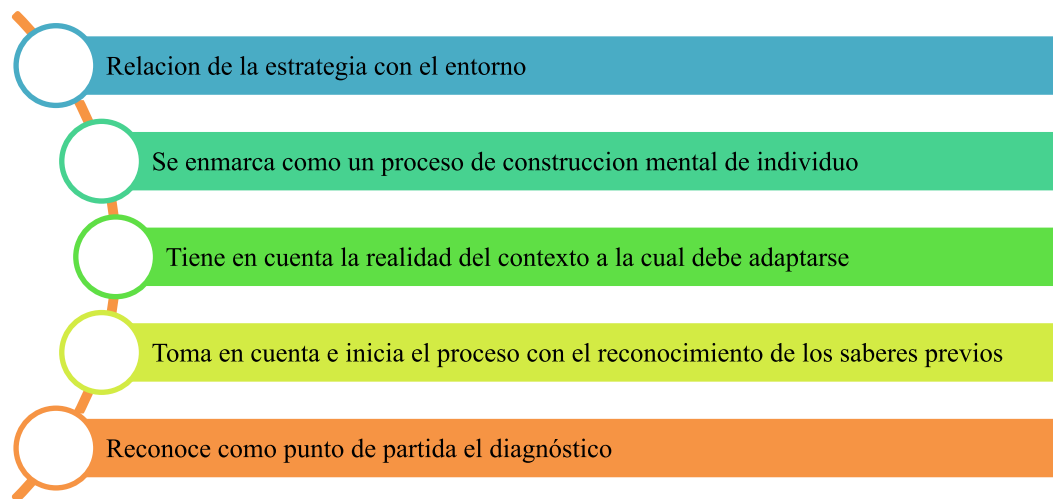 Relacion de la estrategia con el entorno
Se enmarca como un proceso de construccion mental de individuo
Tiene en cuenta la realidad del contexto a la cual debe adaptarse
Toma en cuenta e inicia el proceso con el reconocimiento de los saberes previos
Reconoce como punto de partida el diagnóstico